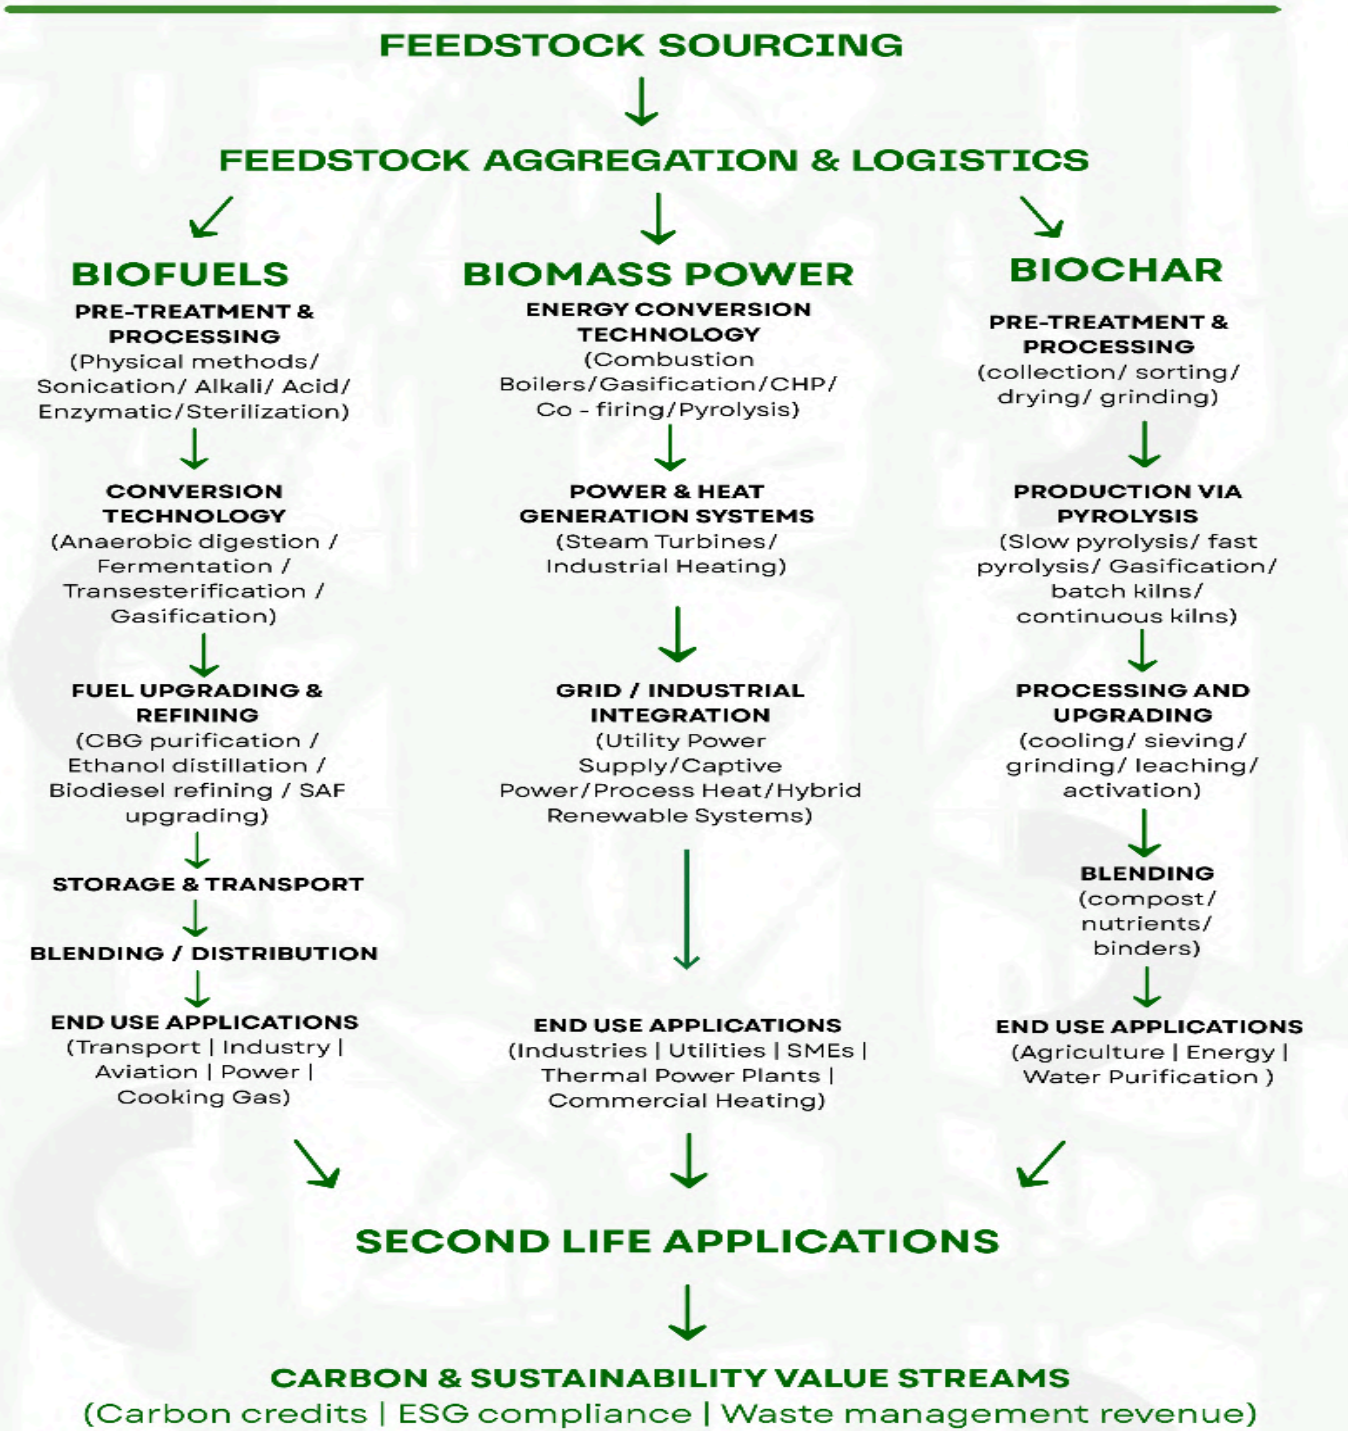 FEEDSTOCK SOURCING
FEEDSTOCK AGGREGATION & LOGISTICS
BIOFUELS
PRE-TREATMENT &
PROCESSING
(Physical methods/
Sonication/ Alkali/ Acid/
Enzymatic/Sterilization)
CONVERSION
TECHNOLOGY
(Anaerobic digestion /
Fermentation /
Transesterification /
Gasification)
FUEL UPGRADING &
REFINING
(CBG purification /
Ethanol distillation /
Biodiesel refining / SAF
upgrading)
STORAGE & TRANSPORT
BLENDING / DISTRIBUTION
END USE APPLICATIONS
(Transport | Industry |
Aviation | Power |
Cooking Gas)
BIOMASS POWER
ENERGY CONVERSION
TECHNOLOGY
(Combustion
Boilers/Gasification/CHP/
Co - firing/Pyrolysis)
POWER & HEAT
GENERATION SYSTEMS
(Steam Turbines/
Industrial Heating)
GRID / INDUSTRIAL
INTEGRATION
(Utility Power
Supply/Captive
Power/Process Heat/Hybrid
Renewable Systems)
END USE APPLICATIONS
(Industries | Utilities | SMEs |
Thermal Power Plants |
Commercial Heating)
BIOCHAR
PRE-TREATMENT &
PROCESSING
(collection/ sorting/
drying/ grinding)
PRODUCTION VIA
PYROLYSIS
(Slow pyrolysis/ fast
pyrolysis/ Gasification/
batch kilns/
continuous kilns)
PROCESSING AND
UPGRADING
(cooling/ sieving/
grinding/ leaching/
activation)
BLENDING
(compost/
nutrients/
binders)
END USE APPLICATIONS
(Agriculture | Energy |
Water Purification )
SECOND LIFE APPLICATIONS
CARBON & SUSTAINABILITY VALUE STREAMS
(Carbon credits | ESG compliance | Waste management revenue)